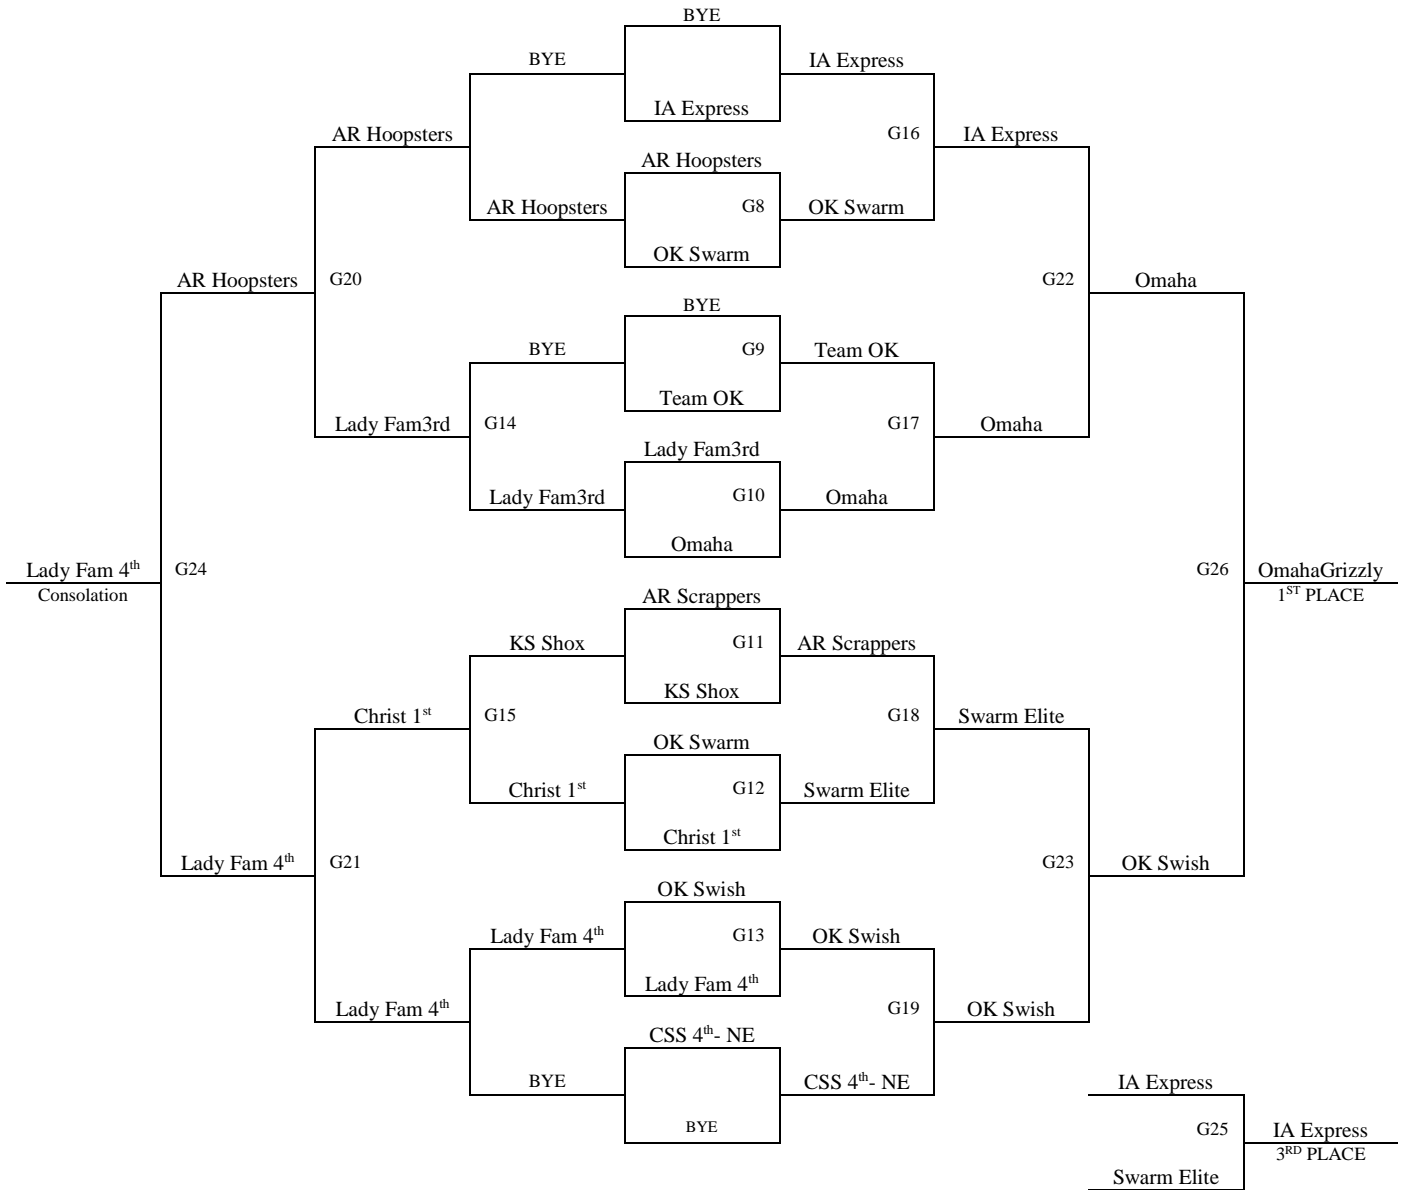 BYE
BYE
IA Express
IA Express
AR Hoopsters
G16
IA Express
AR Hoopsters
AR Hoopsters
G8
OK Swarm
OK Swarm
AR Hoopsters
G20
G22
Omaha
BYE
BYE
G9
Team OK
Team OK
Lady Fam3rd
G14
G17
Omaha
Lady Fam3rd
Lady Fam3rd
G10
Omaha
Omaha
Lady Fam 4th
Consolation
G24
G26
OmahaGrizzly
1ST PLACE
AR Scrappers
KS Shox
G11
AR Scrappers
KS Shox
Christ 1st
G15
G18
Swarm Elite
OK Swarm
Christ 1st
G12
Swarm Elite
Christ 1st
Lady Fam 4th
G21
G23
OK Swish
OK Swish
Lady Fam 4th
G13
OK Swish
Lady Fam 4th
Lady Fam 4th
G19
OK Swish
CSS 4th- NE
BYE
CSS 4th- NE
BYE
IA Express
G25
IA Express
3RD PLACE
Swarm Elite